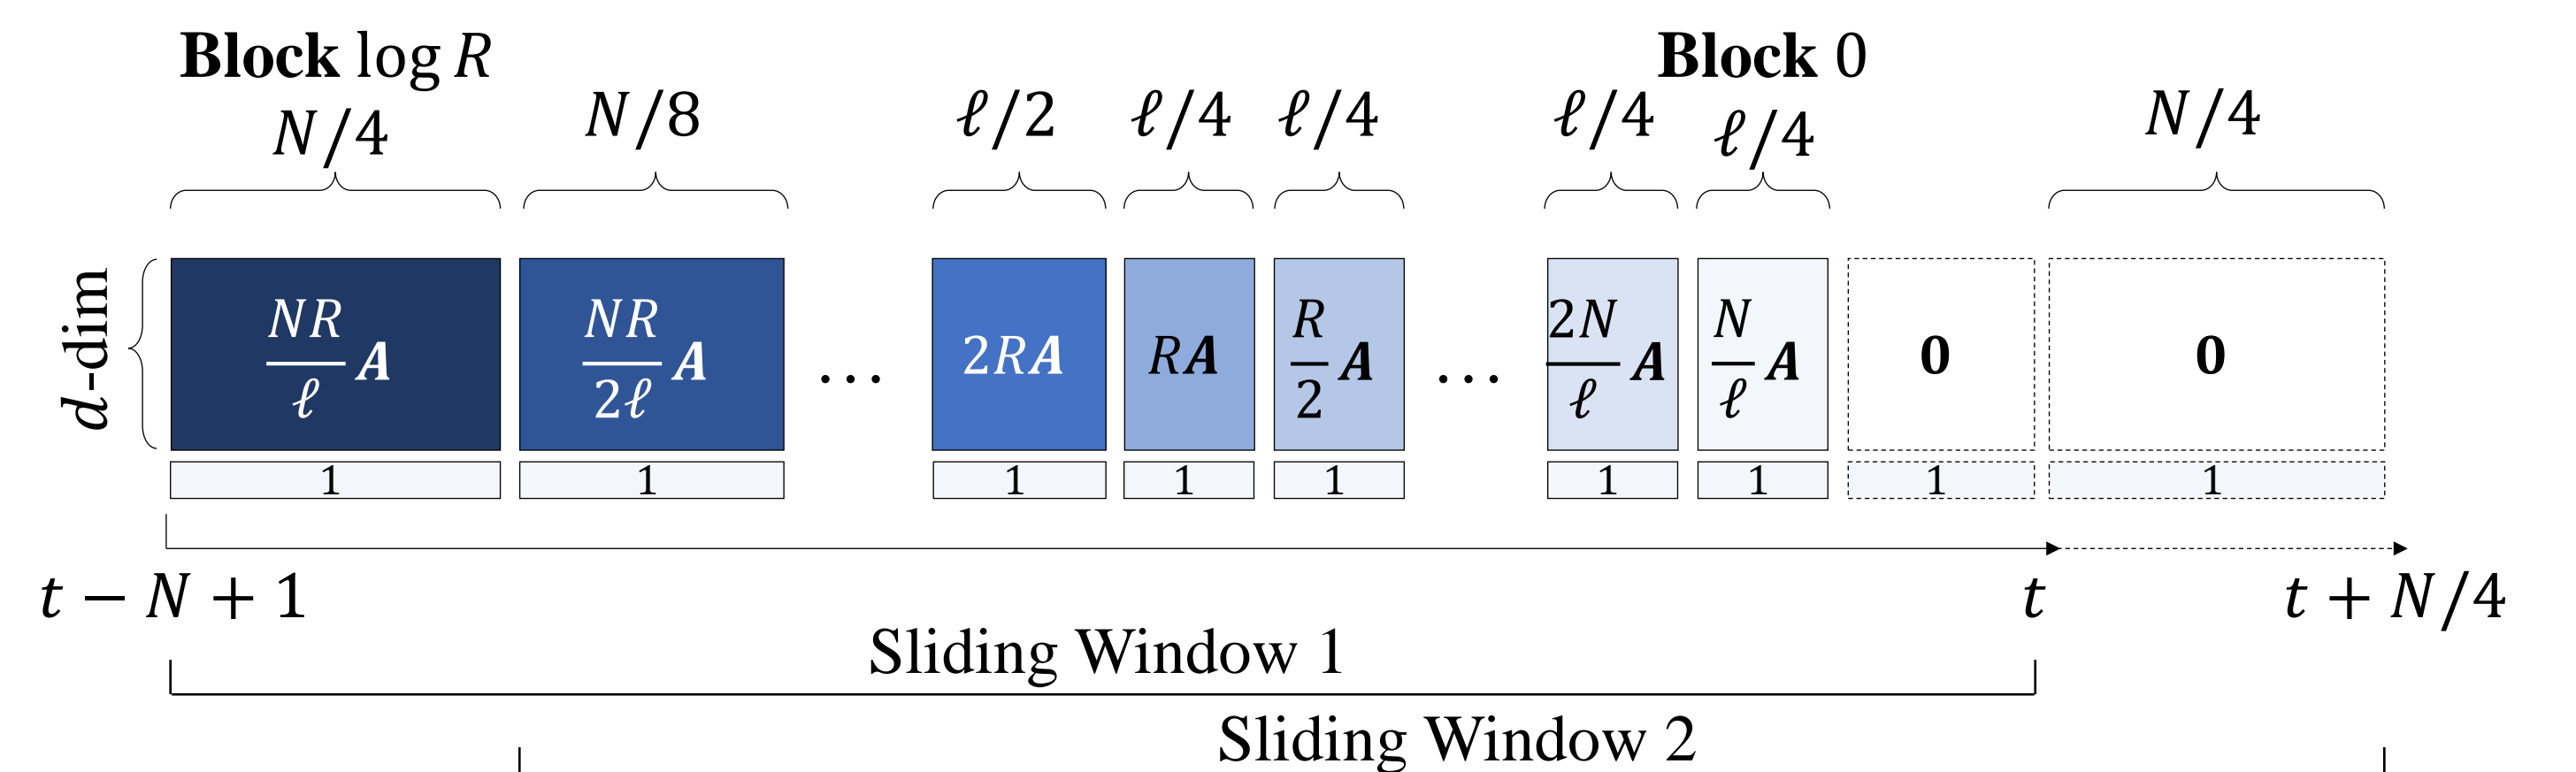 Block log R Block 0
N/4 N/8 ℓ/2 ℓ/4 ℓ/4 ℓ/4 ℓ/4 N/4
d-dim
NR/ℓ A NR/2ℓ A ... 2RA RA R/2 A ... 2N/ℓ A N/ℓ A 0 0
1 1 1 1 1 1 1 1 1
t − N + 1 t t + N/4
Sliding Window 1
Sliding Window 2